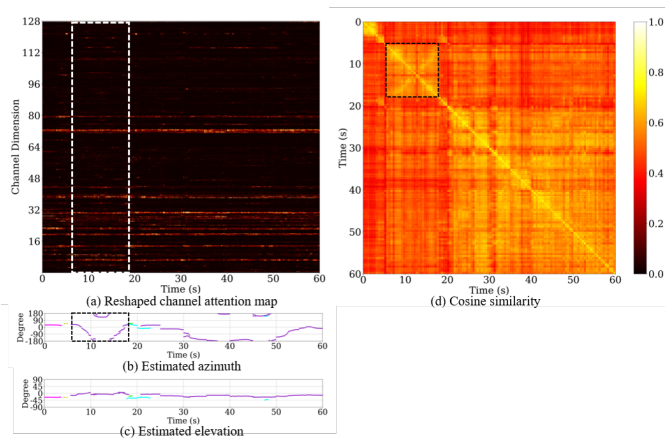 128
112
96
80
64
48
32
16
Channel Dimension
0 10 20 30 40 50 60
Time (s)
(a) Reshaped channel attention map
0
10
20
30
40
50
60
Time (s)
0 10 20 30 40 50 60
Time (s)
(d) Cosine similarity
1.0
0.8
0.6
0.4
0.2
0.0
180
90
0
-90
-180
Degree
0 10 20 30 40 50 60
Time (s)
(b) Estimated azimuth
90
45
0
-45
-90
Degree
0 10 20 30 40 50 60
Time (s)
(c) Estimated elevation